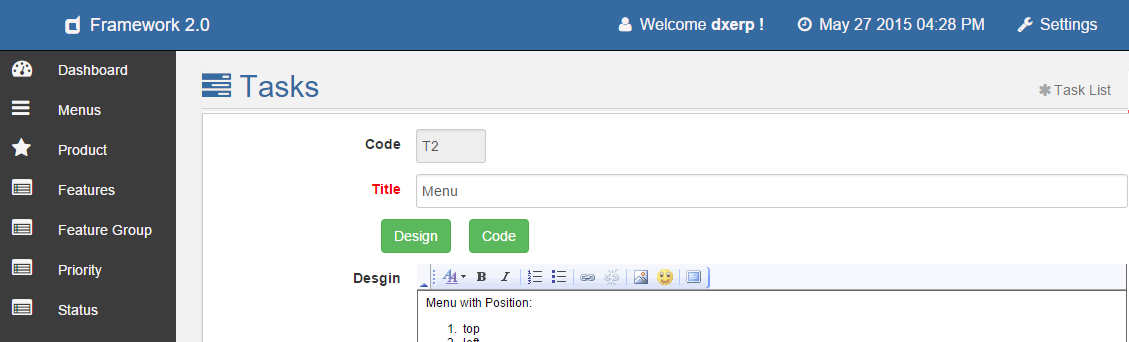 Framework 2.0
Welcome dxerp !
May 27 2015 04:28 PM
Settings
Dashboard
Menus
Product
Features
Feature Group
Priority
Status
Tasks
Task List
Code
T2
Title
Menu
Design
Code
Desgin
Menu with Position:
1. top
2. left